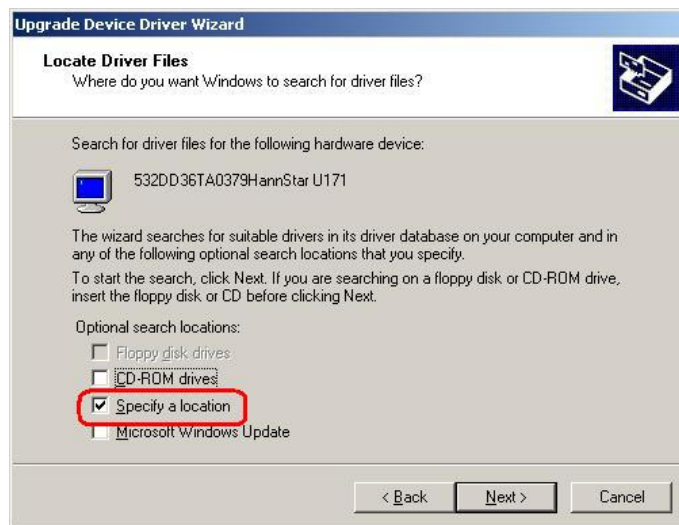 Upgrade Device Driver Wizard
Locate Driver Files
Where do you want Windows to search for driver files?
Search for driver files for the following hardware device:
532DD36TA0379HannStar U171
The wizard searches for suitable drivers in its driver database on your computer and in
any of the following optional search locations that you specify.
To start the search, click Next. If you are searching on a floppy disk or CD-ROM drive,
insert the floppy disk or CD before clicking Next.
Optional search locations:
Floppy disk drives
CD-ROM drives
Specify a location
Microsoft Windows Update
< Back Next > Cancel